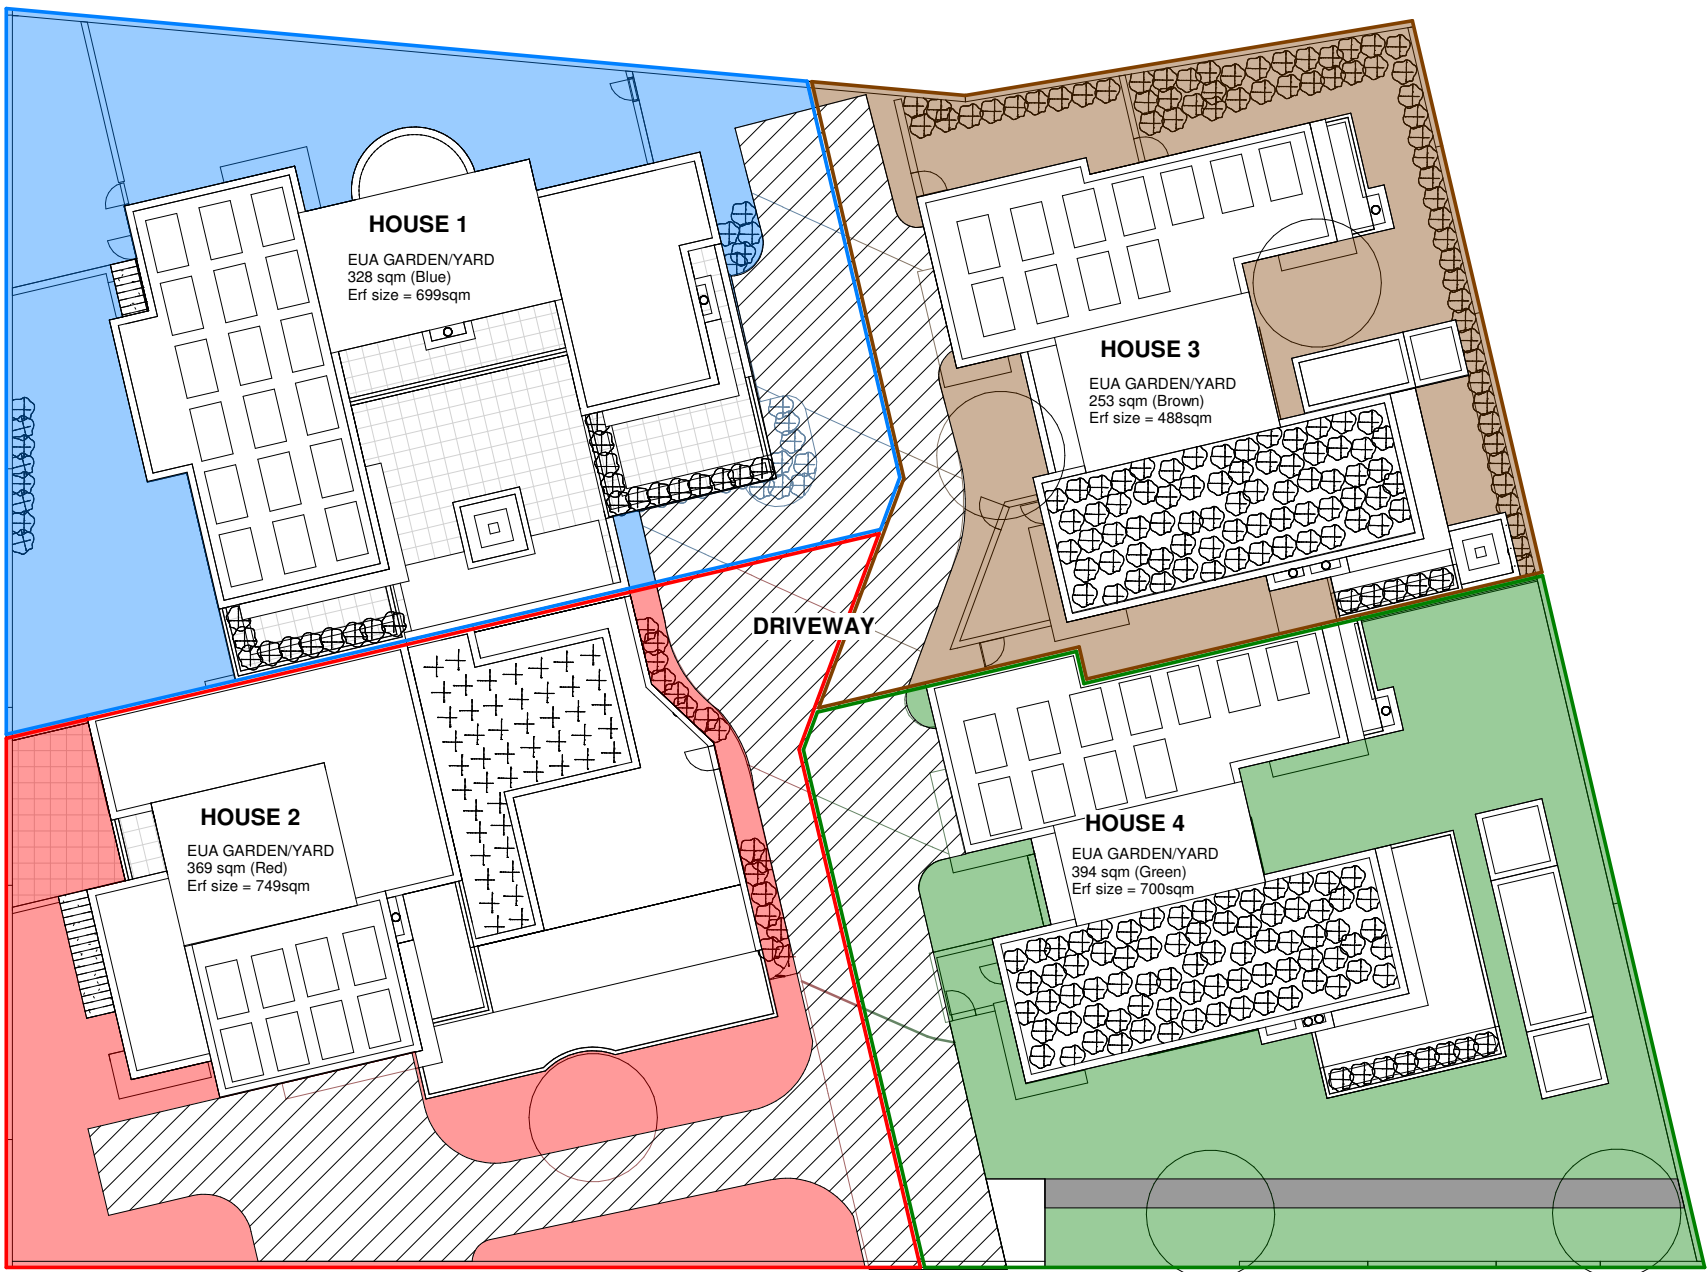 HOUSE 1
EUA GARDEN/YARD
328 sqm (Blue)
Erf size = 699sqm
HOUSE 3
EUA GARDEN/YARD
253 sqm (Brown)
Erf size = 488sqm
DRIVEWAY
HOUSE 2
EUA GARDEN/YARD
369 sqm (Red)
Erf size = 749sqm
HOUSE 4
EUA GARDEN/YARD
394 sqm (Green)
Erf size = 700sqm